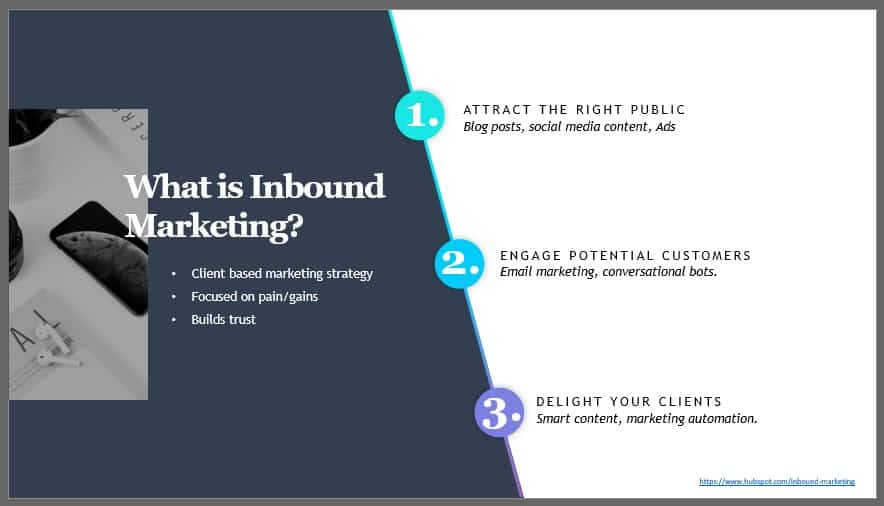 What is Inbound
Marketing?
• Client based marketing strategy
• Focused on pain/gains
• Builds trust
1.
ATTRACT THE RIGHT PUBLIC
Blog posts, social media content, Ads
2.
ENGAGE POTENTIAL CUSTOMERS
Email marketing, conversational bots.
3.
DELIGHT YOUR CLIENTS
Smart content, marketing automation.
https://www.hubspot.com/inbound-marketing